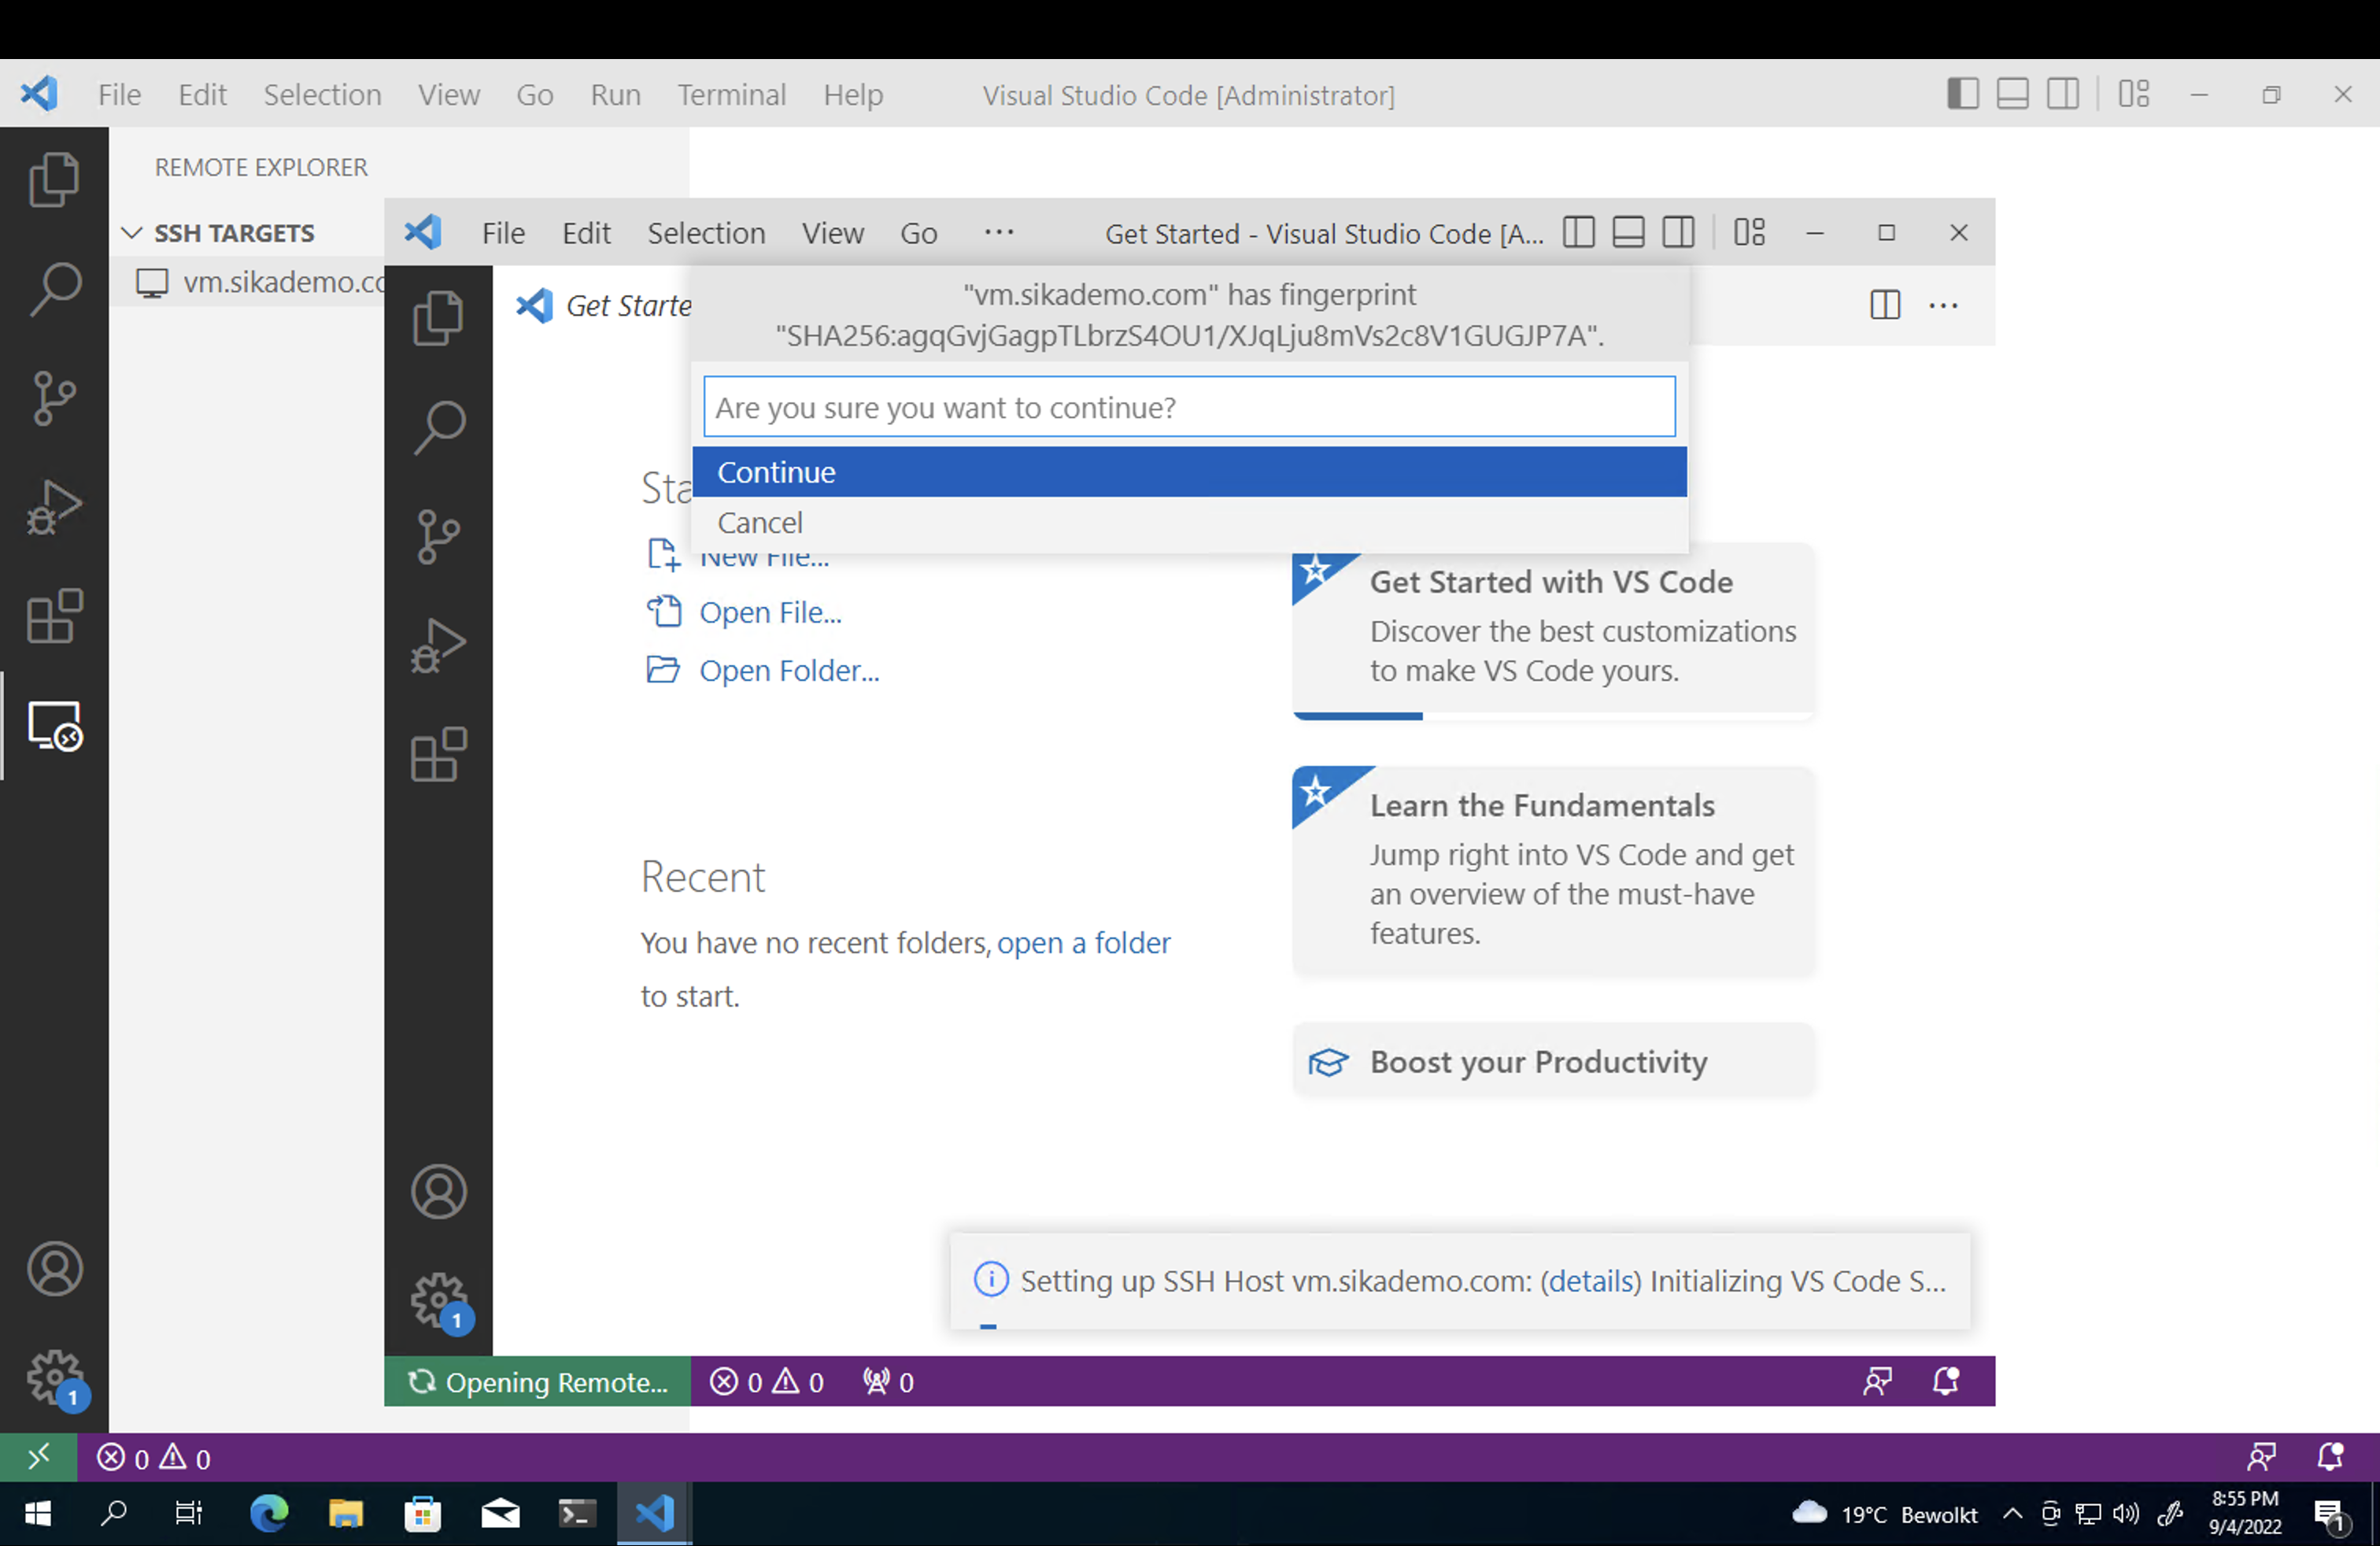 File Edit Selection View Go Run Terminal Help Visual Studio Code [Administrator]
REMOTE EXPLORER
SSH TARGETS
vm.sikademo.co
File Edit Selection View Go ··· Get Started - Visual Studio Code [A...
Get Starte
"vm.sikademo.com" has fingerprint
"SHA256:agqGvjGagpTLbrzS4OU1/XJqLju8mVs2c8V1GUGJP7A".
Are you sure you want to continue?
Continue
Cancel
Sta
New File...
Open File...
Open Folder...
Recent
You have no recent folders, open a folder
to start.
Get Started with VS Code
Discover the best customizations
to make VS Code yours.
Learn the Fundamentals
Jump right into VS Code and get
an overview of the must-have
features.
Boost your Productivity
Setting up SSH Host vm.sikademo.com: (details) Initializing VS Code S...
1
Opening Remote... 0 0 0
1
0 0
19°C Bewolkt
8:55 PM
9/4/2022
1